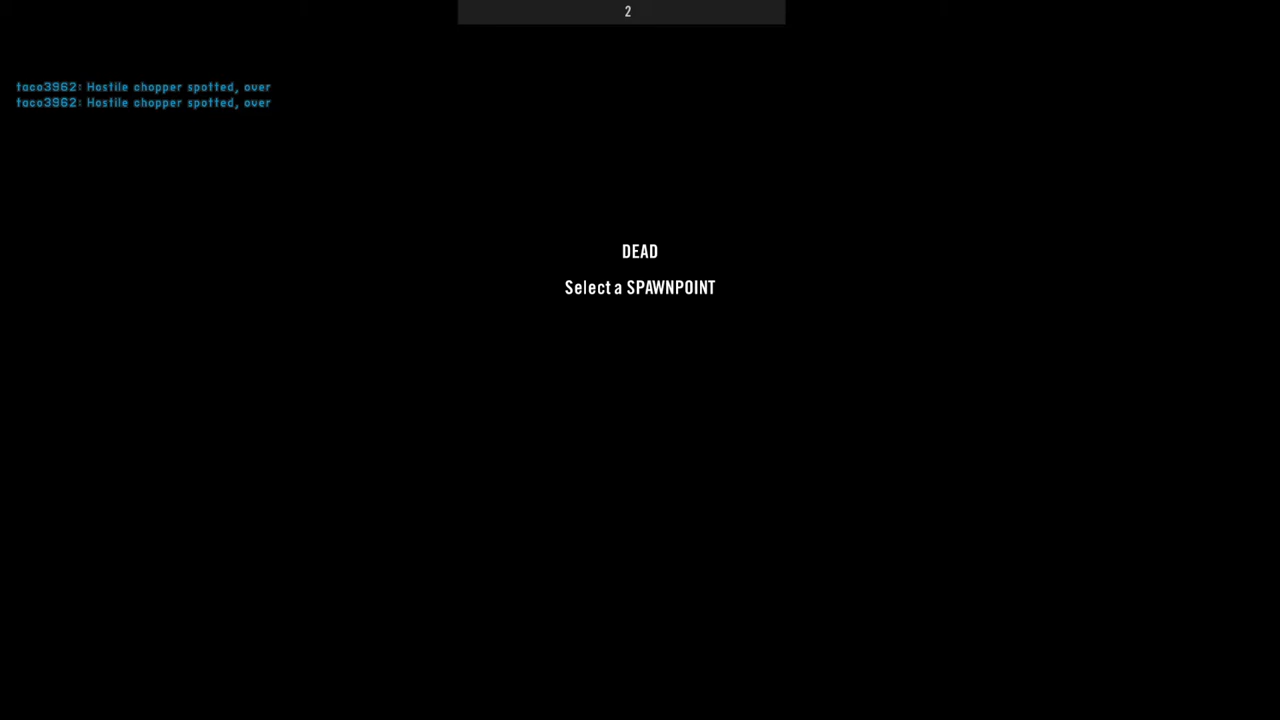 2
taco3962: Hostile chopper spotted, over
taco3962: Hostile chopper spotted, over
DEAD
Select a SPAWNPOINT